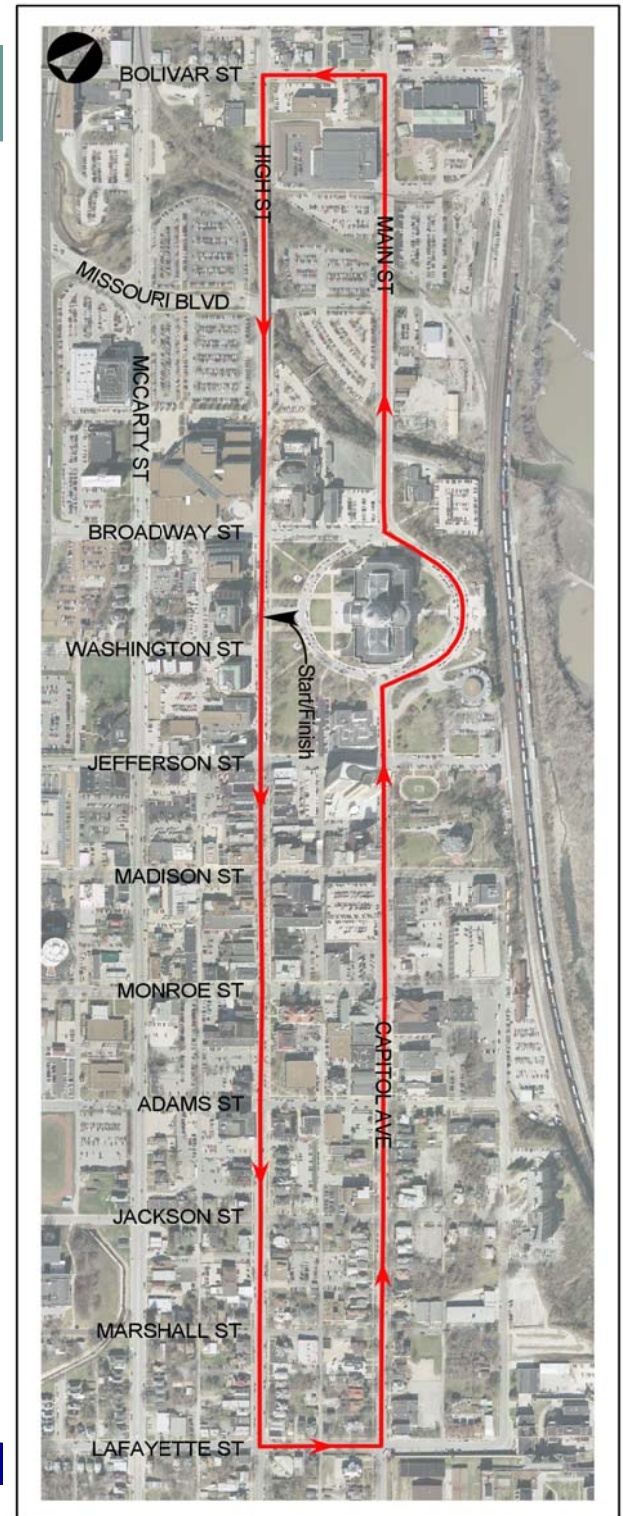 BOLIVAR ST
HIGH ST
MAIN ST
MISSOURI BLVD
MCCARTY ST
BROADWAY ST
WASHINGTON ST
Start/Finish
JEFFERSON ST
MADISON ST
MONROE ST
CAPITOL AVE
ADAMS ST
JACKSON ST
MARSHALL ST
LAFAYETTE ST